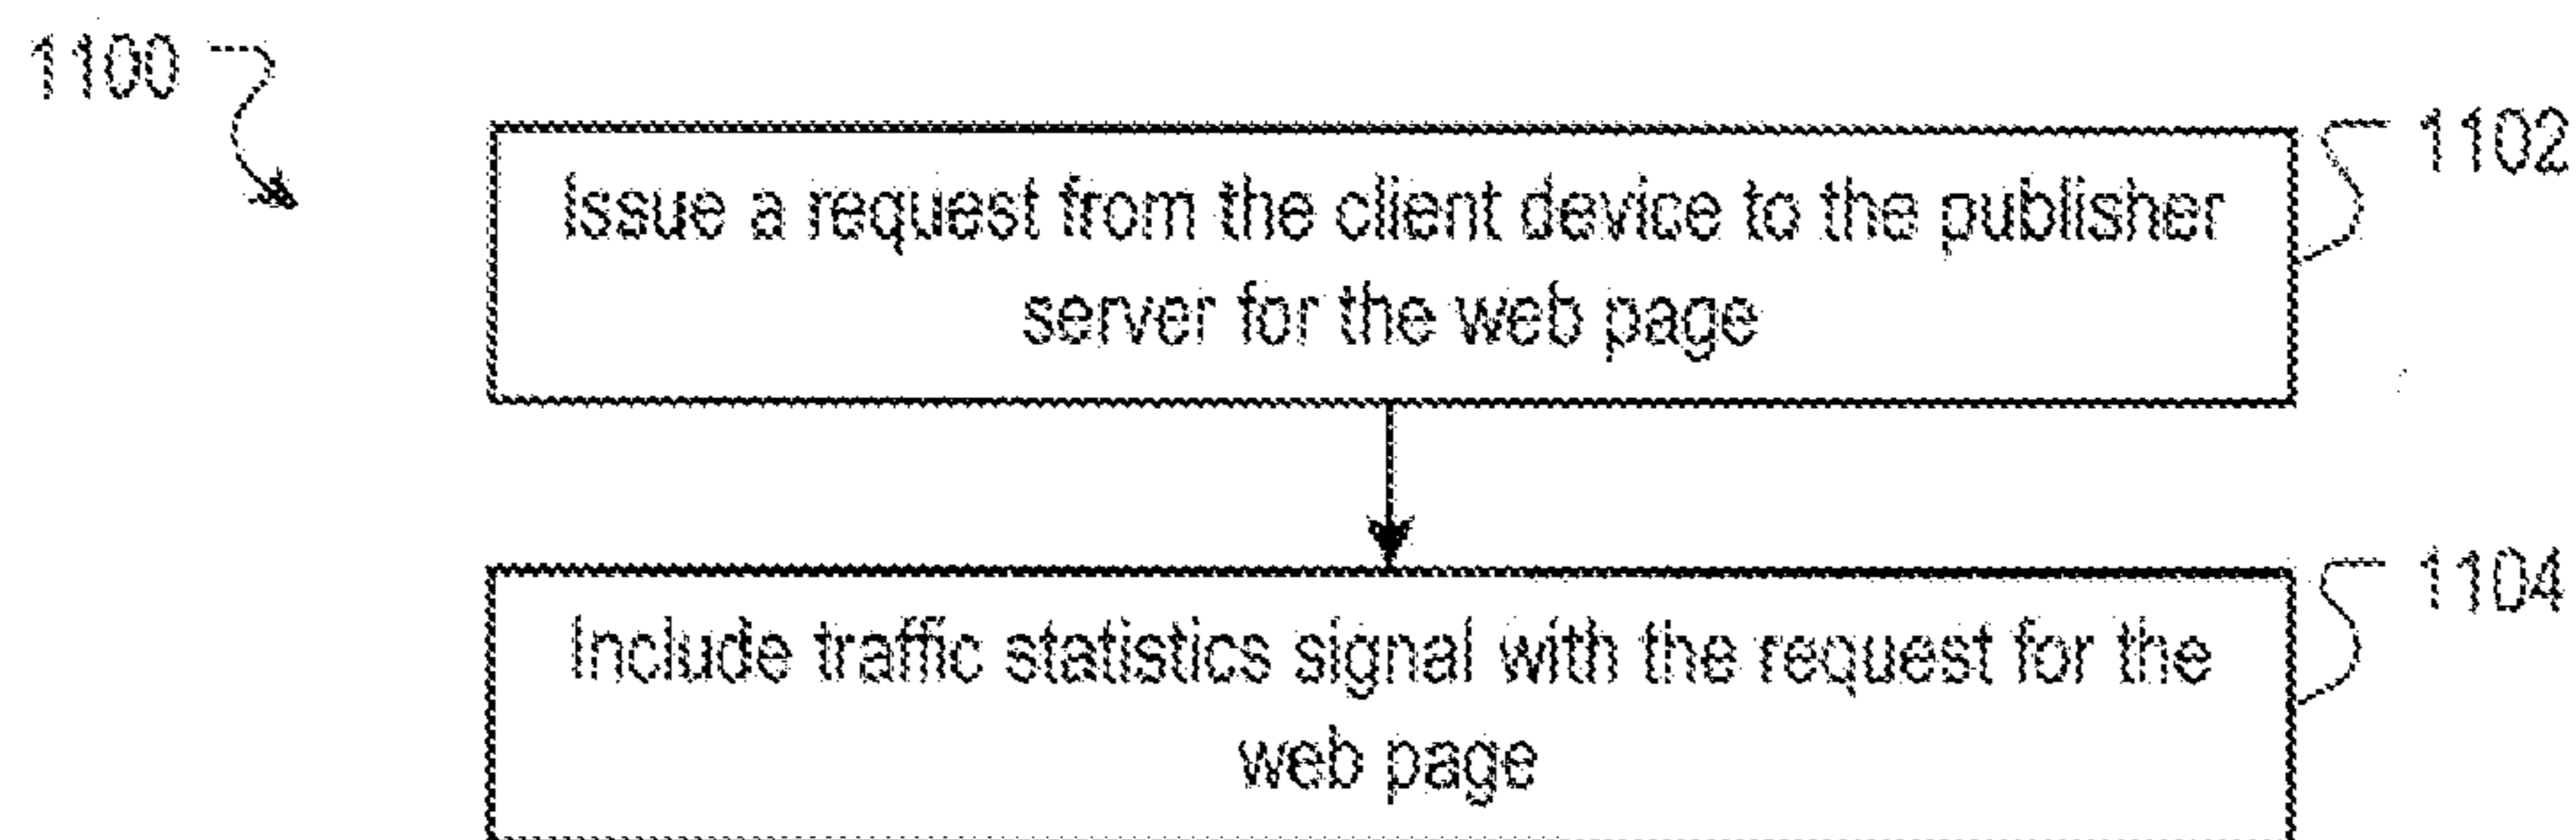 1100
1102
Issue a request from the client device to the publisher
server for the web page
1104
Include traffic statistics signal with the request for the
web page